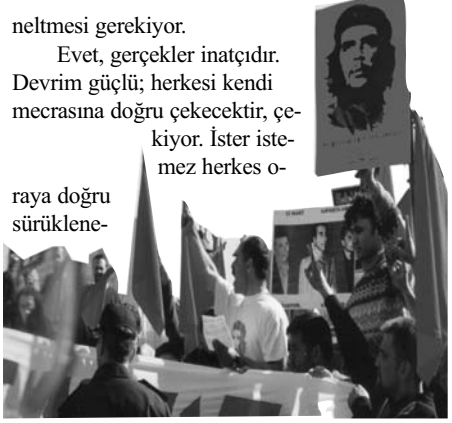 neltmesi gerekiyor.
Evet, gerçekler inatçıdır.
Devrim güçlü; herkesi kendi
mecrasına doğru çekecektir, çe-
kiyor. İster iste-
mez herkes o-
raya doğru
sürüklene-